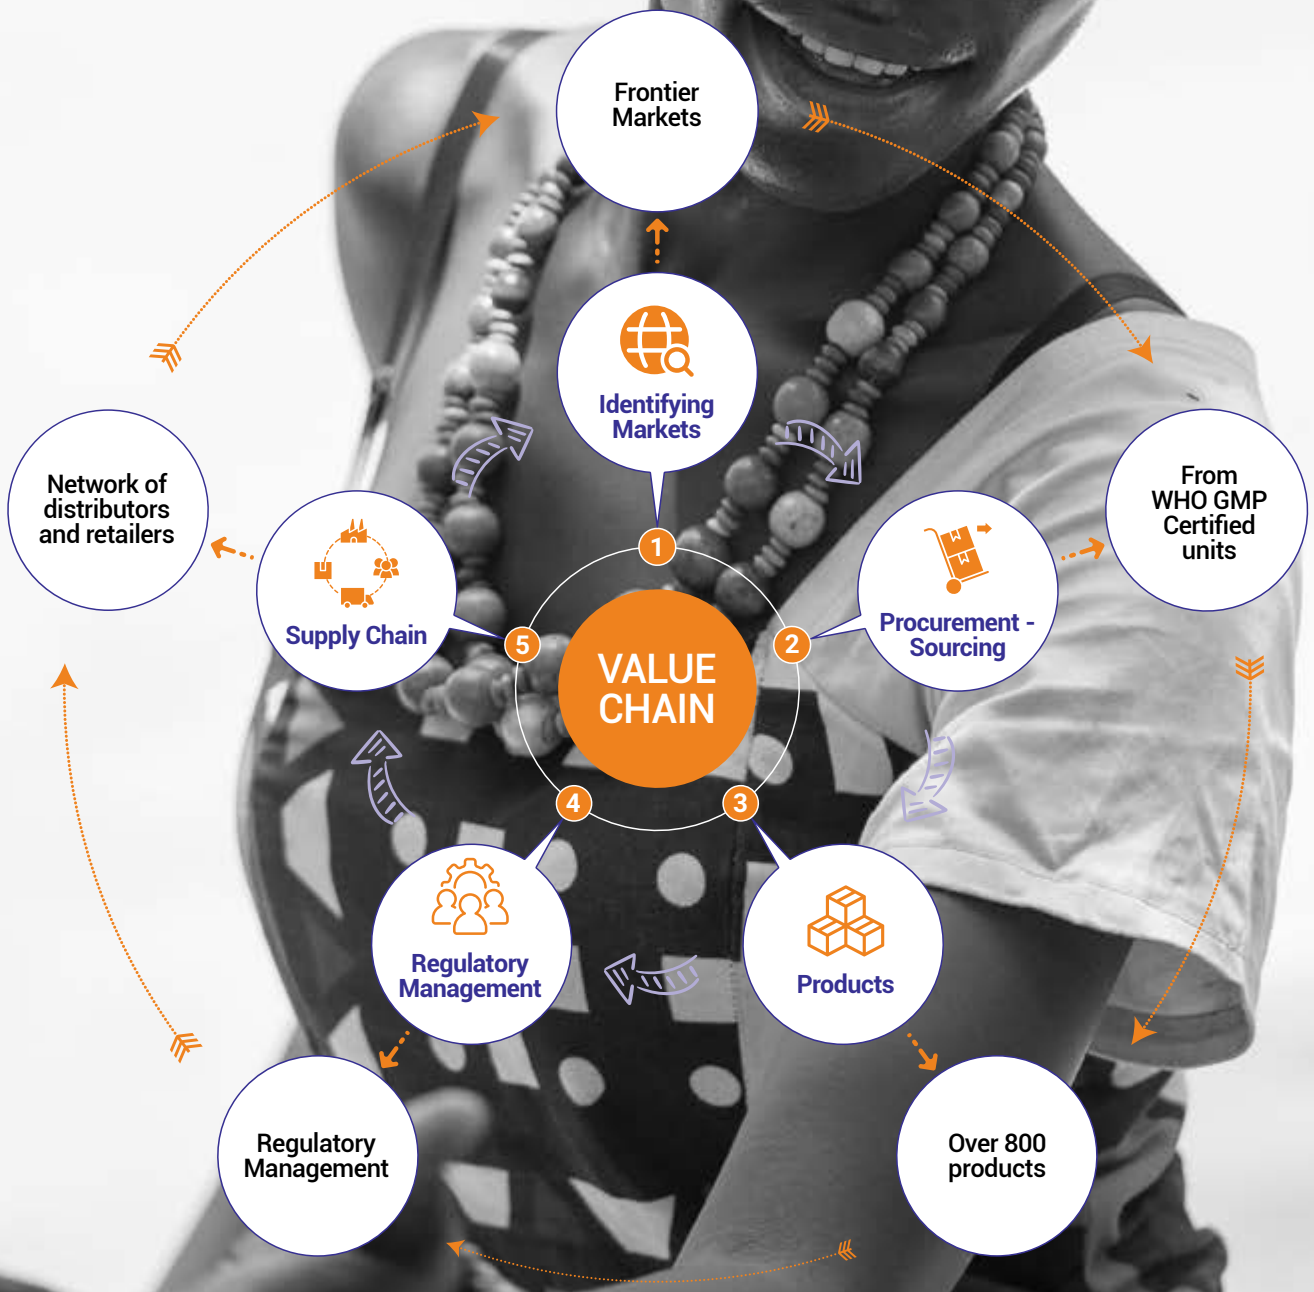 Frontier
Markets
Identifying
Markets
1
Procurement -
Sourcing
2
From
WHO GMP
Certified
units
Products
3
Over 800
products
Regulatory
Management
4
Regulatory
Management
Supply Chain
5
Network of
distributors
and retailers
VALUE
CHAIN